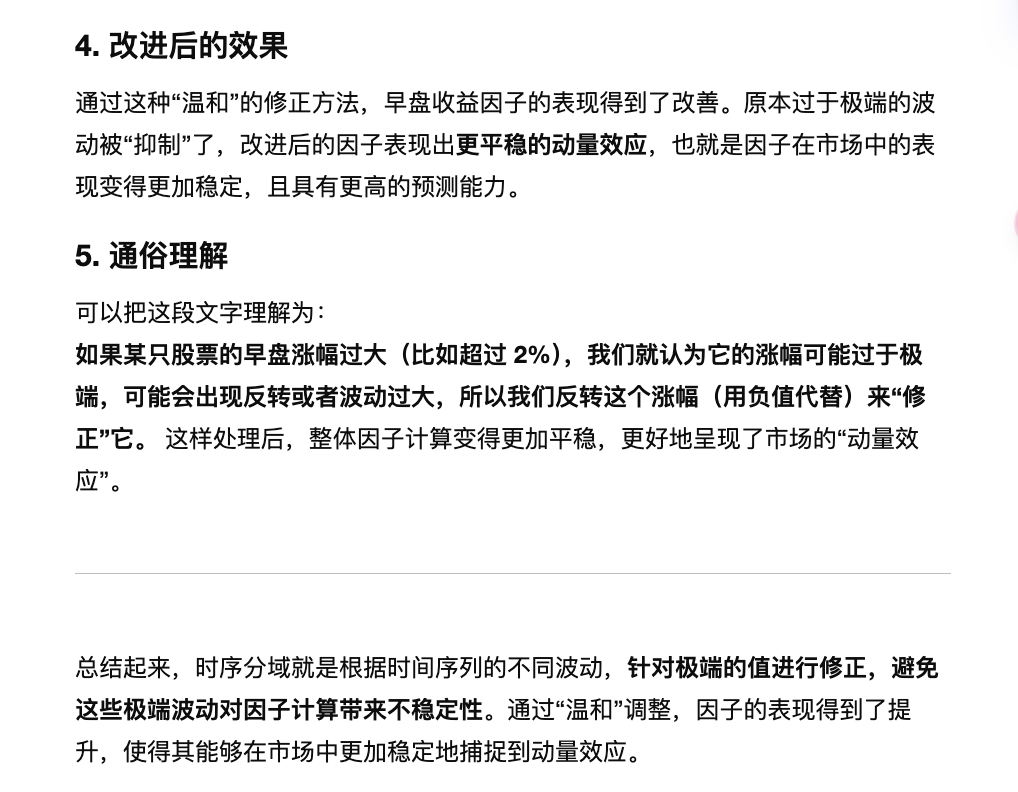 4. 改进后的效果
通过这种“温和”的修正方法，早盘收益因子的表现得到了改善。原本过于极端的波
动被“抑制”了，改进后的因子表现出更平稳的动量效应，也就是因子在市场中的表
现变得更加稳定，且具有更高的预测能力。
5. 通俗理解
可以把这段文字理解为：
如果某只股票的早盘涨幅过大（比如超过 2%），我们就认为它的涨幅可能过于极
端，可能会出现反转或者波动过大，所以我们反转这个涨幅（用负值代替）来“修
正”它。 这样处理后，整体因子计算变得更加平稳，更好地呈现了市场的“动量效
应”。
总结起来，时序分域就是根据时间序列的不同波动，针对极端的值进行修正，避免
这些极端波动对因子计算带来不稳定性。通过“温和”调整，因子的表现得到了提
升，使得其能够在市场中更加稳定地捕捉到动量效应。